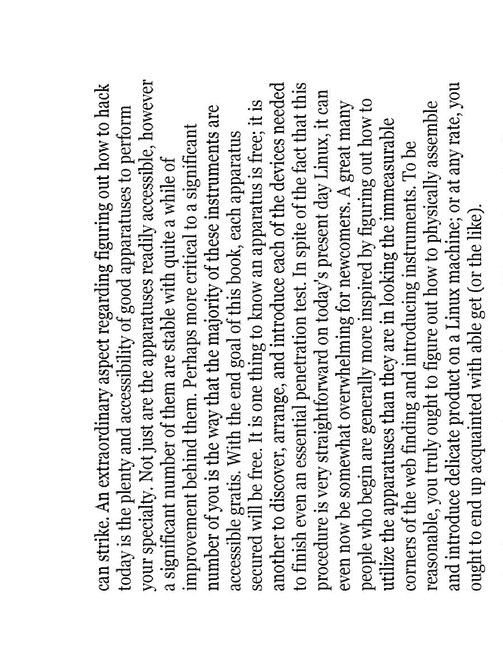 can strike. An extraordinary aspect regarding figuring out how to hack
today is the plenty and accessibility of good apparatuses to perform
your specialty. Not just are the apparatuses readily accessible, however
a significant number of them are stable with quite a while of
improvement behind them. Perhaps more critical to a significant
number of you is the way that the majority of these instruments are
accessible gratis. With the end goal of this book, each apparatus
secured will be free. It is one thing to know an apparatus is free; it is
another to discover, arrange, and introduce each of the devices needed
to finish even an essential penetration test. In spite of the fact that this
procedure is very straightforward on today's present day Linux, it can
even now be somewhat overwhelming for newcomers. A great many
people who begin are generally more inspired by figuring out how to
utilize the apparatuses than they are in looking the immeasurable
corners of the web finding and introducing instruments. To be
reasonable, you truly ought to figure out how to physically assemble
and introduce delicate product on a Linux machine; or at any rate, you
ought to end up acquainted with able get (or the like).